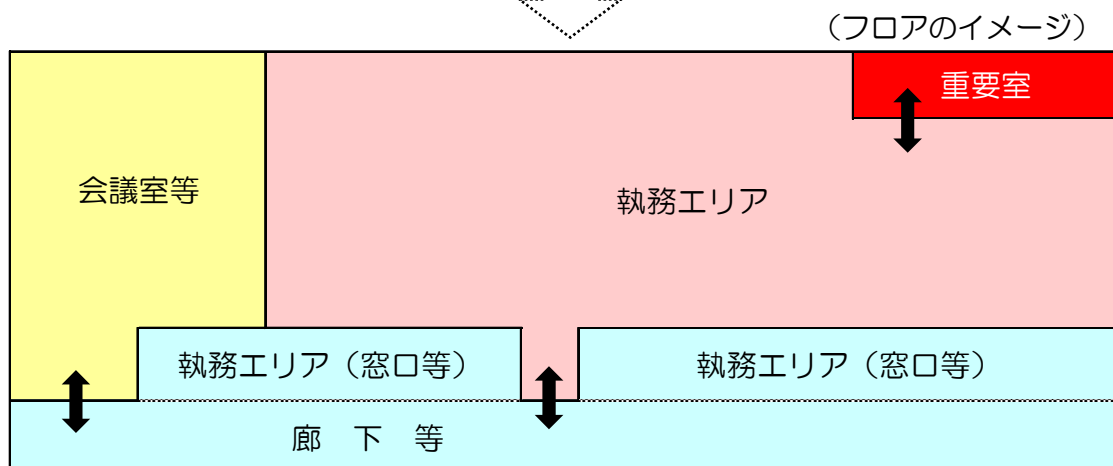 （フロアのイメージ）
重要室
会議室等
執務エリア
執務エリア（窓口等）
執務エリア（窓口等）
廊　下　等